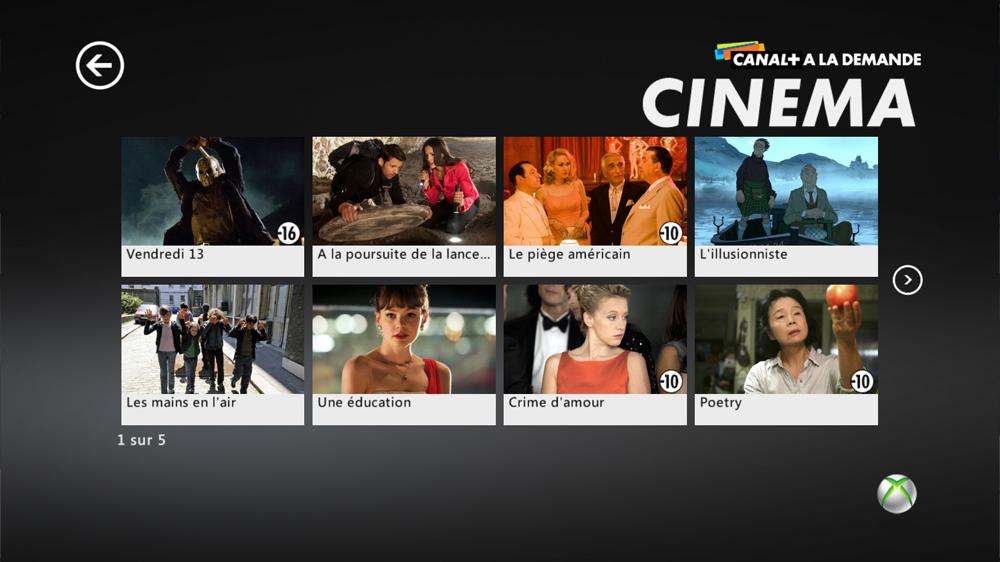 CANAL+ A LA DEMANDE
CINEMA
-16
Vendredi 13
A la poursuite de la lance...
-10
Le piège américain
L'illusionniste
Les mains en l'air
Une éducation
-10
Crime d'amour
-10
Poetry
1 sur 5